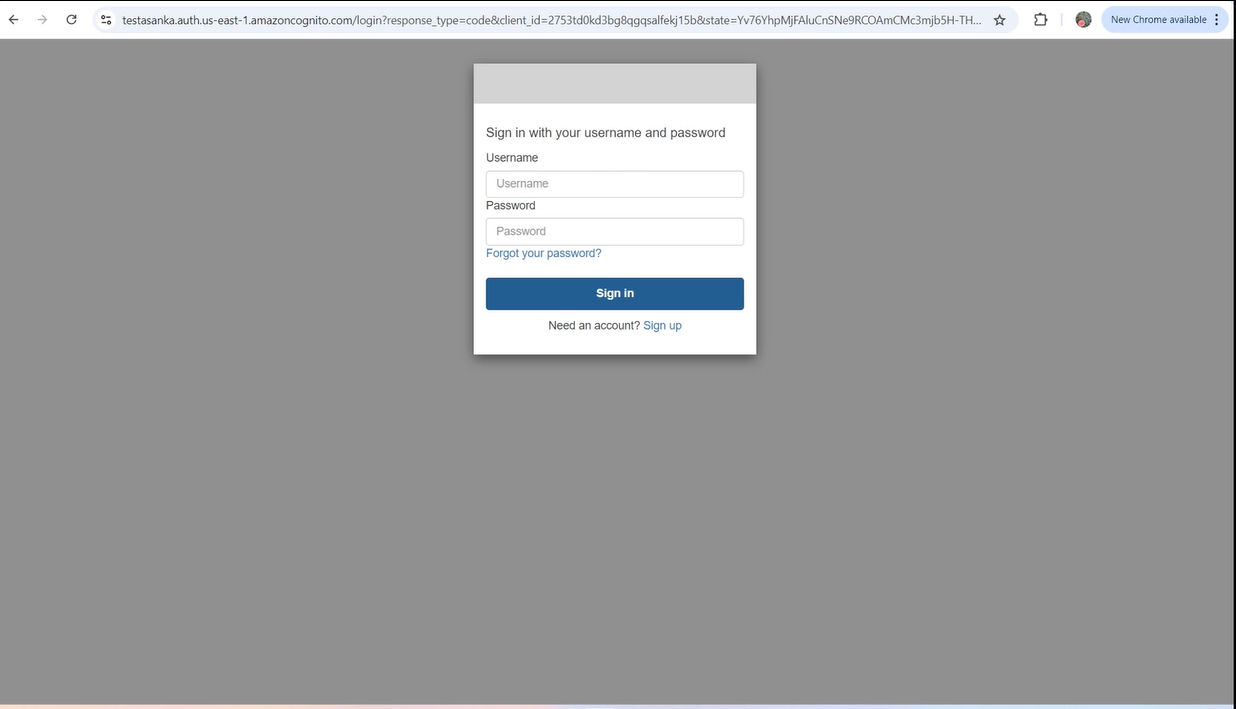 testasanka.auth.us-east-1.amazoncognito.com/login?response_type=code&client_id=2753td0kd3bg8qgqsalfekj15b&state=Yv76YhpMjFAluCnSNe9RCOAmCMc3mjb5H-TH...
New Chrome available
Sign in with your username and password
Username
Username
Password
Password
Forgot your password?
Sign in
Need an account? Sign up